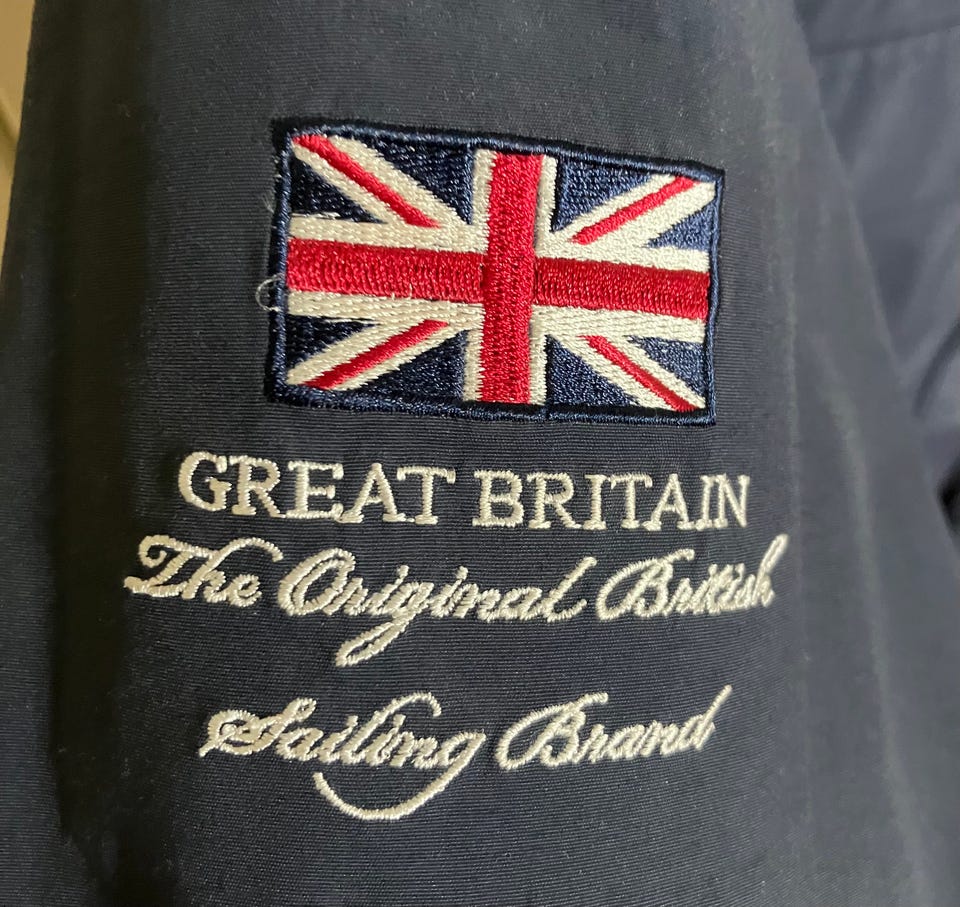 GREAT BRITAIN
The Original British
Sailing Brand